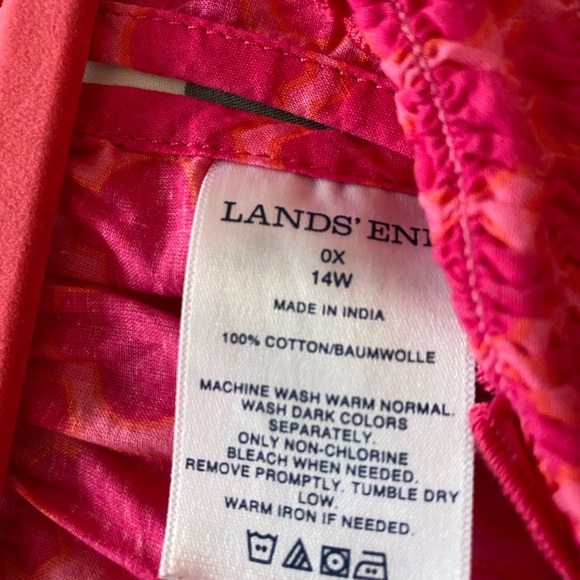 LANDS' EN
0X
14W
MADE IN INDIA
100% COTTON/BAUMWOLLE
MACHINE WASH WARM NORMAL.
WASH DARK COLORS
SEPARATELY.
ONLY NON-CHLORINE
BLEACH WHEN NEEDED.
REMOVE PROMPTLY. TUMBLE DRY
LOW.
WARM IRON IF NEEDED.